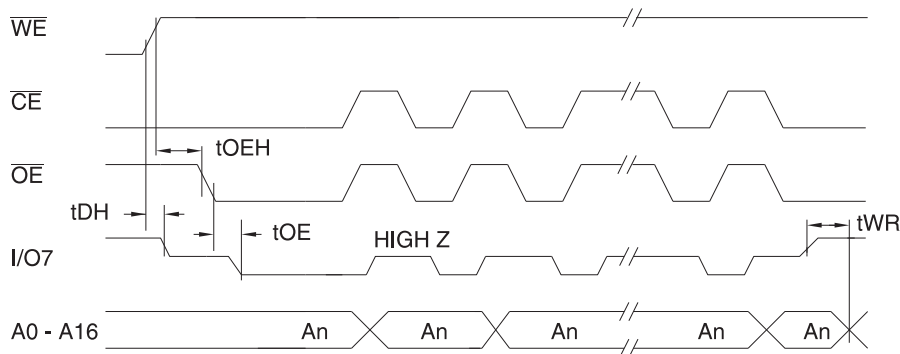 WE
CE
tOEH
OE
tDH
tOE
HIGH Z
tWR
I/O7
A0 - A16 An An An An An